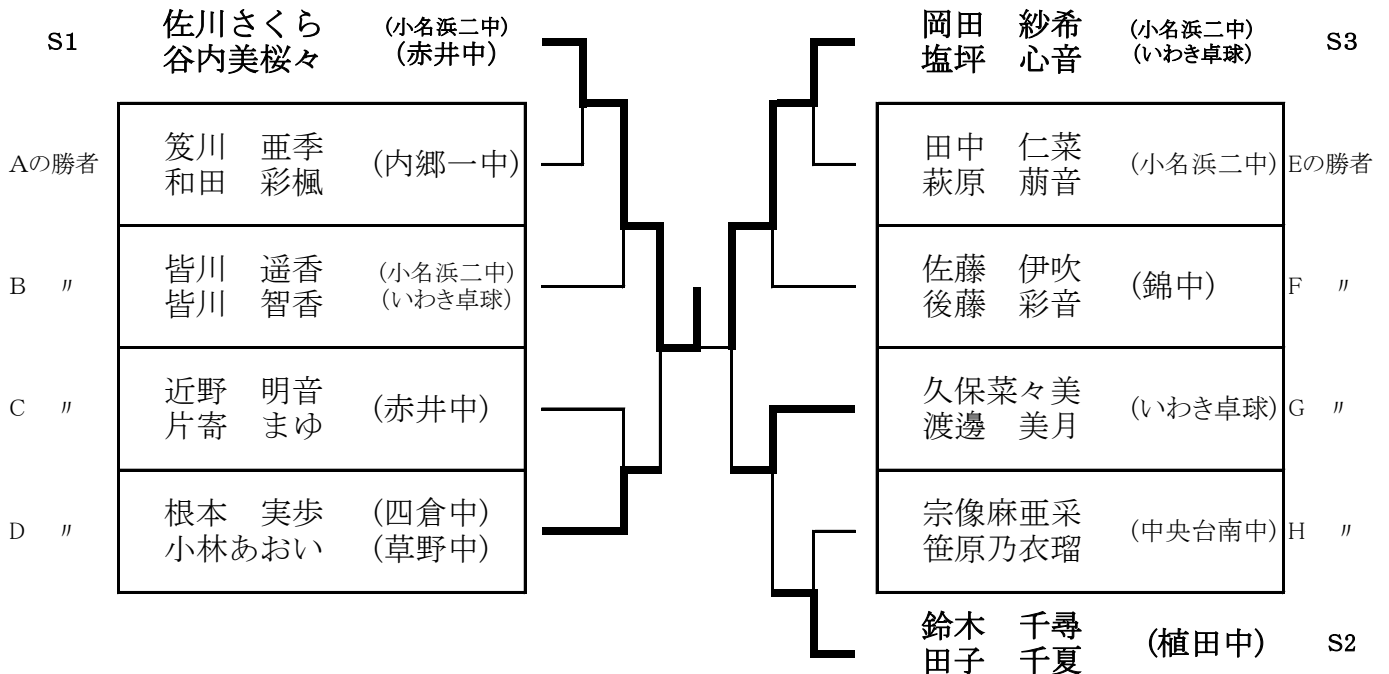 S1 佐川さくら (小名浜二中)
谷内美桜々 (赤井中)
Aの勝者 笈川 亜季 (内郷一中)
和田 彩楓
B 〃 皆川 遥香 (小名浜二中)
皆川 智香 (いわき卓球)
C 〃 近野 明音 (赤井中)
片寄 まゆ
D 〃 根本 実歩 (四倉中)
小林あおい (草野中)
岡田 紗希 (小名浜二中) S3
塩坪 心音 (いわき卓球)
田中 仁菜 (小名浜二中) Eの勝者
萩原 萠音
佐藤 伊吹 (錦中) F 〃
後藤 彩音
久保菜々美 (いわき卓球) G 〃
渡邊 美月
宗像麻亜采 (中央台南中) H 〃
笹原乃衣瑠
鈴木 千尋 (植田中) S2
田子 千夏